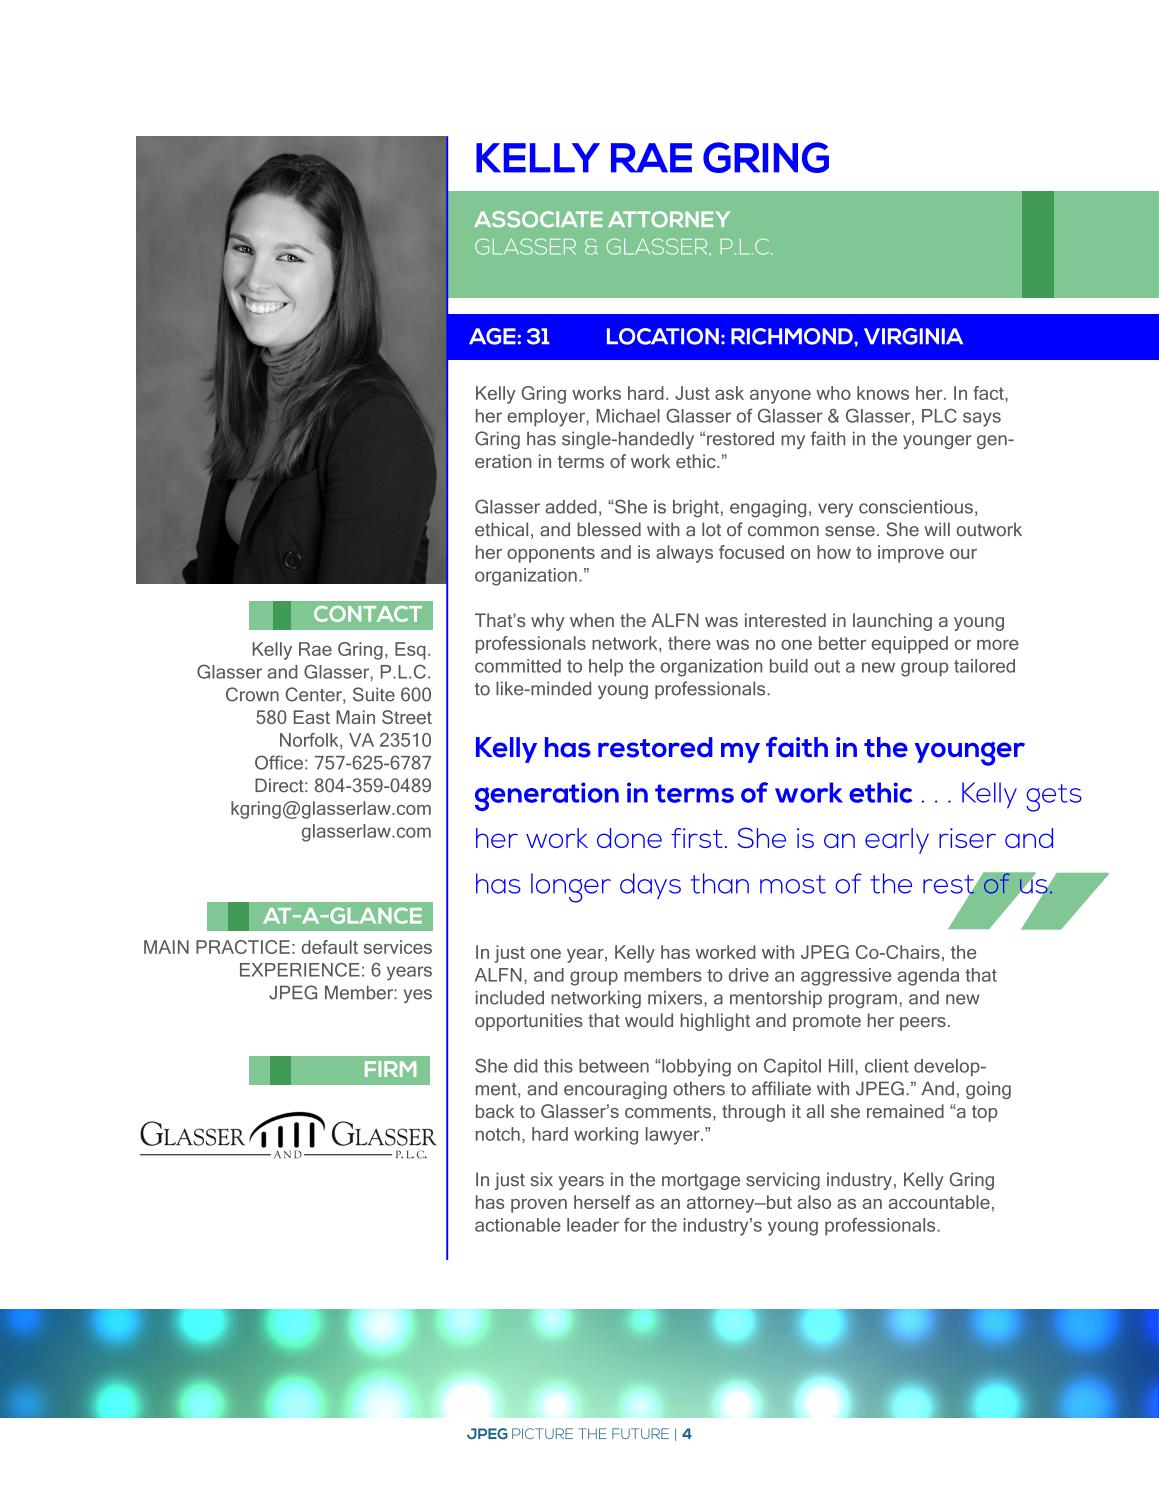 KELLY RAE GRING
ASSOCIATE ATTORNEY
GLASSER & GLASSER, P.L.C.
AGE: 31 LOCATION: RICHMOND, VIRGINIA
CONTACT
Kelly Rae Gring, Esq.
Glasser and Glasser, P.L.C.
Crown Center, Suite 600
580 East Main Street
Norfolk, VA 23510
Office: 757-625-6787
Direct: 804-359-0489
kgring@glasserlaw.com
glasserlaw.com
AT-A-GLANCE
MAIN PRACTICE: default services
EXPERIENCE: 6 years
JPEG Member: yes
FIRM
GLASSER GLASSER
AND P.L.C.
Kelly Gring works hard. Just ask anyone who knows her. In fact,
her employer, Michael Glasser of Glasser & Glasser, PLC says
Gring has single-handedly “restored my faith in the younger gen-
eration in terms of work ethic.”
Glasser added, “She is bright, engaging, very conscientious,
ethical, and blessed with a lot of common sense. She will outwork
her opponents and is always focused on how to improve our
organization.”
That’s why when the ALFN was interested in launching a young
professionals network, there was no one better equipped or more
committed to help the organization build out a new group tailored
to like-minded young professionals.
Kelly has restored my faith in the younger
generation in terms of work ethic . . . Kelly gets
her work done first. She is an early riser and
has longer days than most of the rest of us.
In just one year, Kelly has worked with JPEG Co-Chairs, the
ALFN, and group members to drive an aggressive agenda that
included networking mixers, a mentorship program, and new
opportunities that would highlight and promote her peers.
She did this between “lobbying on Capitol Hill, client develop-
ment, and encouraging others to affiliate with JPEG.” And, going
back to Glasser’s comments, through it all she remained “a top
notch, hard working lawyer.”
In just six years in the mortgage servicing industry, Kelly Gring
has proven herself as an attorney—but also as an accountable,
actionable leader for the industry’s young professionals.
JPEG PICTURE THE FUTURE | 4